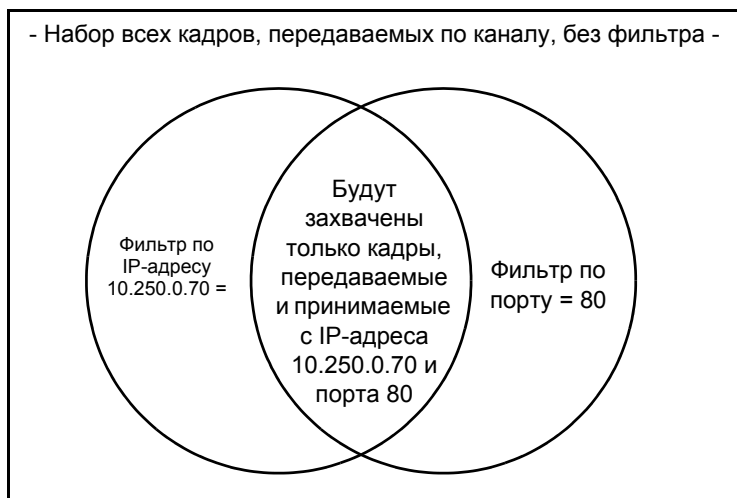 - Набор всех кадров, передаваемых по каналу, без фильтра -
Фильтр по
IP-адресу
10.250.0.70 =
Будут
захвачены
только кадры,
передаваемые
и принимаемые
с IP-адреса
10.250.0.70 и
порта 80
Фильтр по
порту = 80